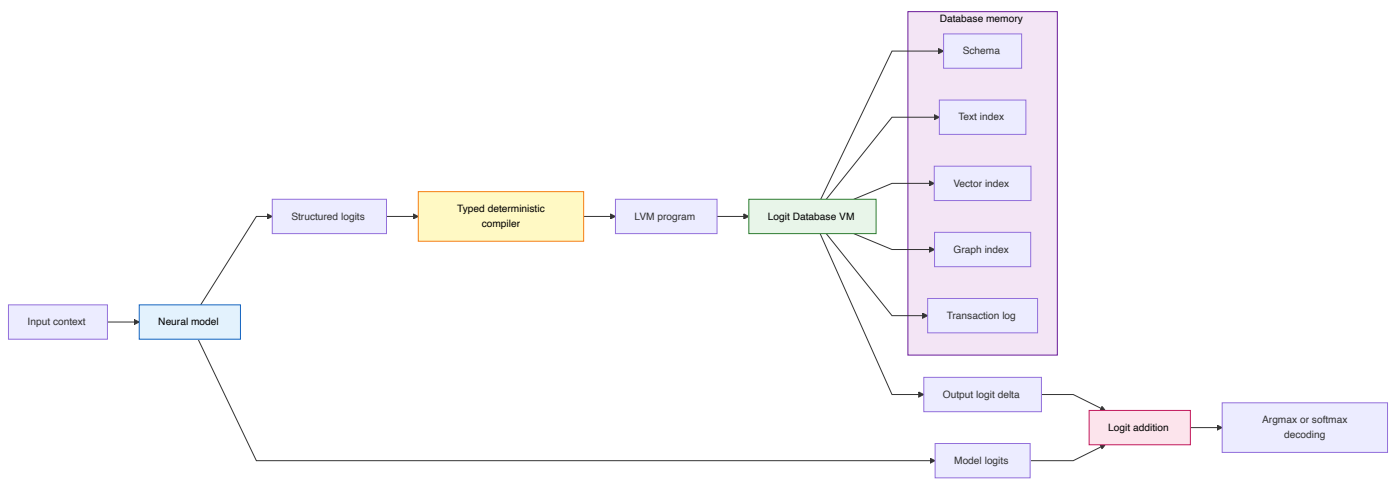 Database memory
Schema
Text index
Vector index
Structured logits
Typed deterministic
compiler
LVM program
Logit Database VM
Graph index
Input context
Neural model
Transaction log
Output logit delta
Logit addition
Argmax or softmax
decoding
Model logits